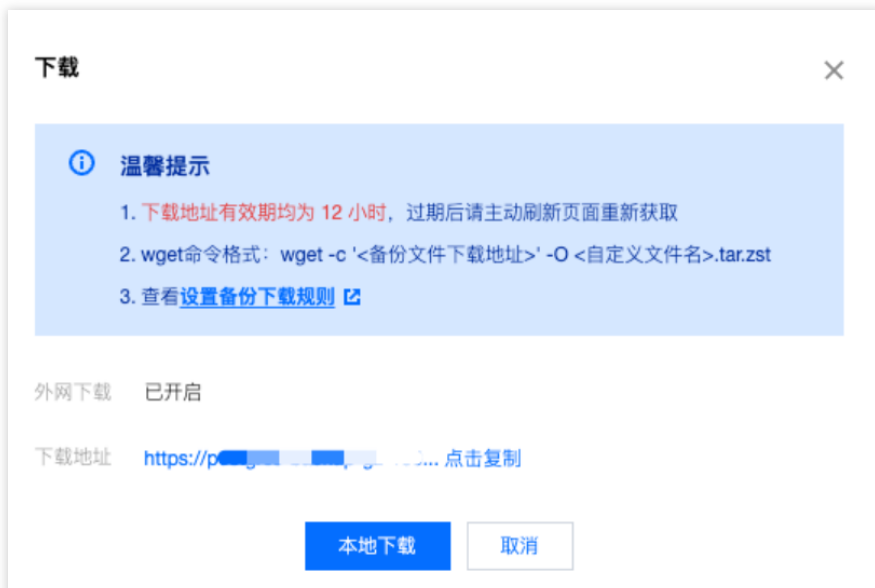 下载
温馨提示
1. 下载地址有效期均为 12 小时，过期后请主动刷新页面重新获取
2. wget命令格式：wget -c '<备份文件下载地址>' -O <自定义文件名>.tar.zst
3. 查看设置备份下载规则
外网下载 已开启
下载地址 https://p... 点击复制
本地下载 取消